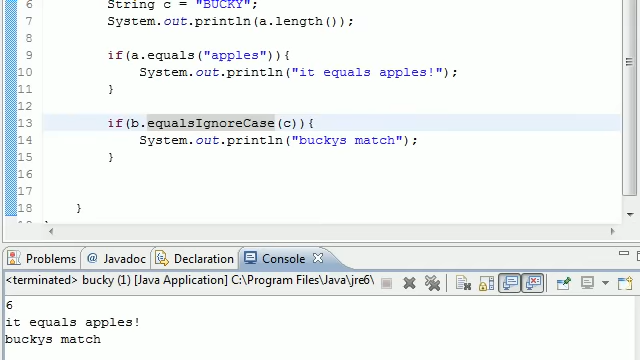 6 String c = "BUCKY";
7 System.out.println(a.length());
8
9 if(a.equals("apples")){
10 System.out.println("it equals apples!");
11 }
12
13 if(b.equalsIgnoreCase(c)){
14 System.out.println("buckys match");
15 }
16
17
18 }
Problems @ Javadoc Declaration Console
<terminated> bucky (1) [Java Application] C:\Program Files\Java\jre6\
6
it equals apples!
buckys match